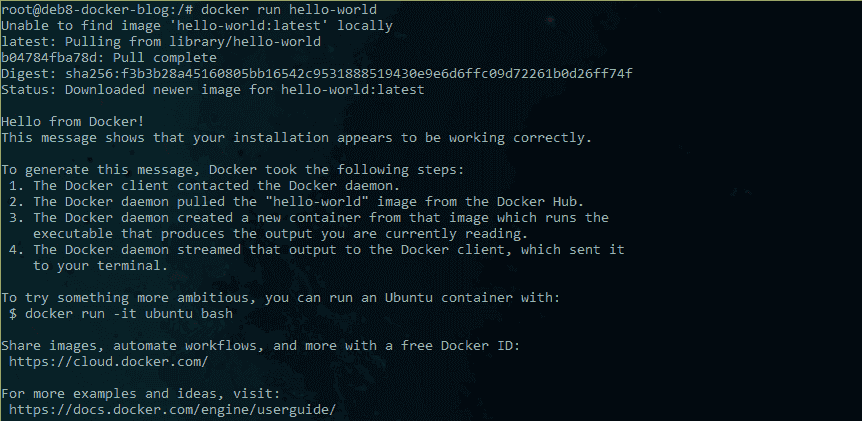 root@deb8-docker-blog:/# docker run hello-world
Unable to find image 'hello-world:latest' locally
latest: Pulling from library/hello-world
b04784fba78d: Pull complete
Digest: sha256:f3b3b28a45160805bb16542c9531888519430e9e6d6ffc09d72261b0d26ff74f
Status: Downloaded newer image for hello-world:latest

Hello from Docker!
This message shows that your installation appears to be working correctly.

To generate this message, Docker took the following steps:
 1. The Docker client contacted the Docker daemon.
 2. The Docker daemon pulled the "hello-world" image from the Docker Hub.
 3. The Docker daemon created a new container from that image which runs the
    executable that produces the output you are currently reading.
 4. The Docker daemon streamed that output to the Docker client, which sent it
    to your terminal.

To try something more ambitious, you can run an Ubuntu container with:
 $ docker run -it ubuntu bash

Share images, automate workflows, and more with a free Docker ID:
 https://cloud.docker.com/

For more examples and ideas, visit:
 https://docs.docker.com/engine/userguide/